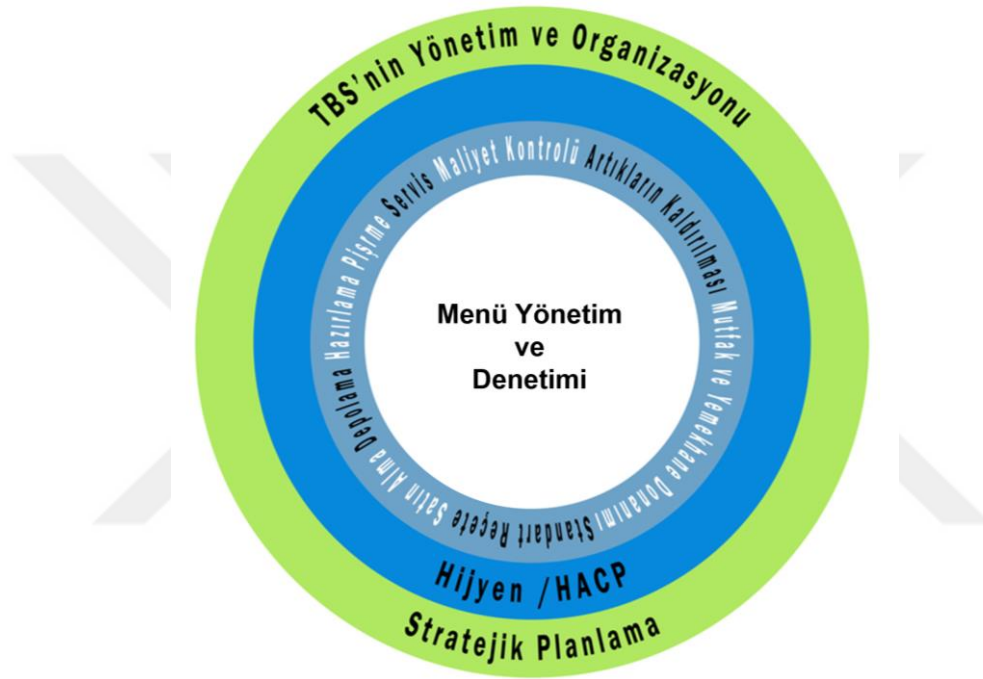 TBS'nin Yönetim ve Organizasyonu
Maliyet Kontrolü
Artıkların Kaldırılması
Mutfak ve Yemekhane Donanımı
Standart Reçete
Satın Alma
Depolama
Hazırlama Pişrme
Servis
Menü Yönetim
ve
Denetimi
Hijyen /HACP
Stratejik Planlama